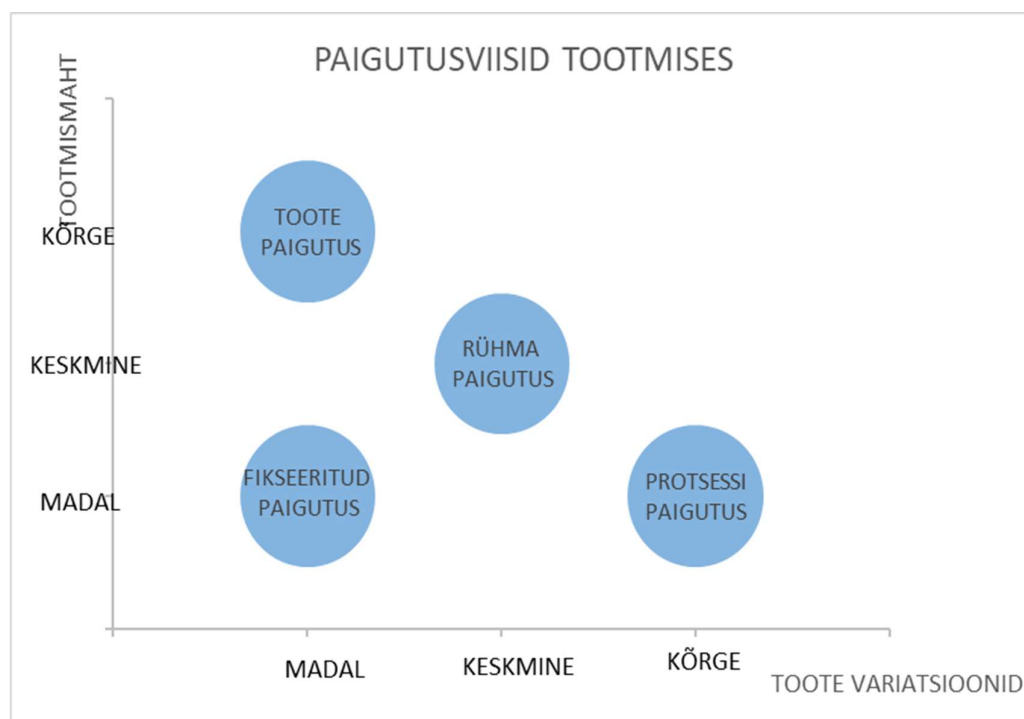 PAIGUTUSVIISID TOOTMISES
TOOTMISMAHT
TOOTE
PAIGUTUS
KÕRGE
RÜHMA
PAIGUTUS
KESKMINE
FIKSEERITUD
PAIGUTUS
PROTSESSI
PAIGUTUS
MADAL
MADAL
KESKMINE
KÕRGE
TOOTE VARIATSIOONID